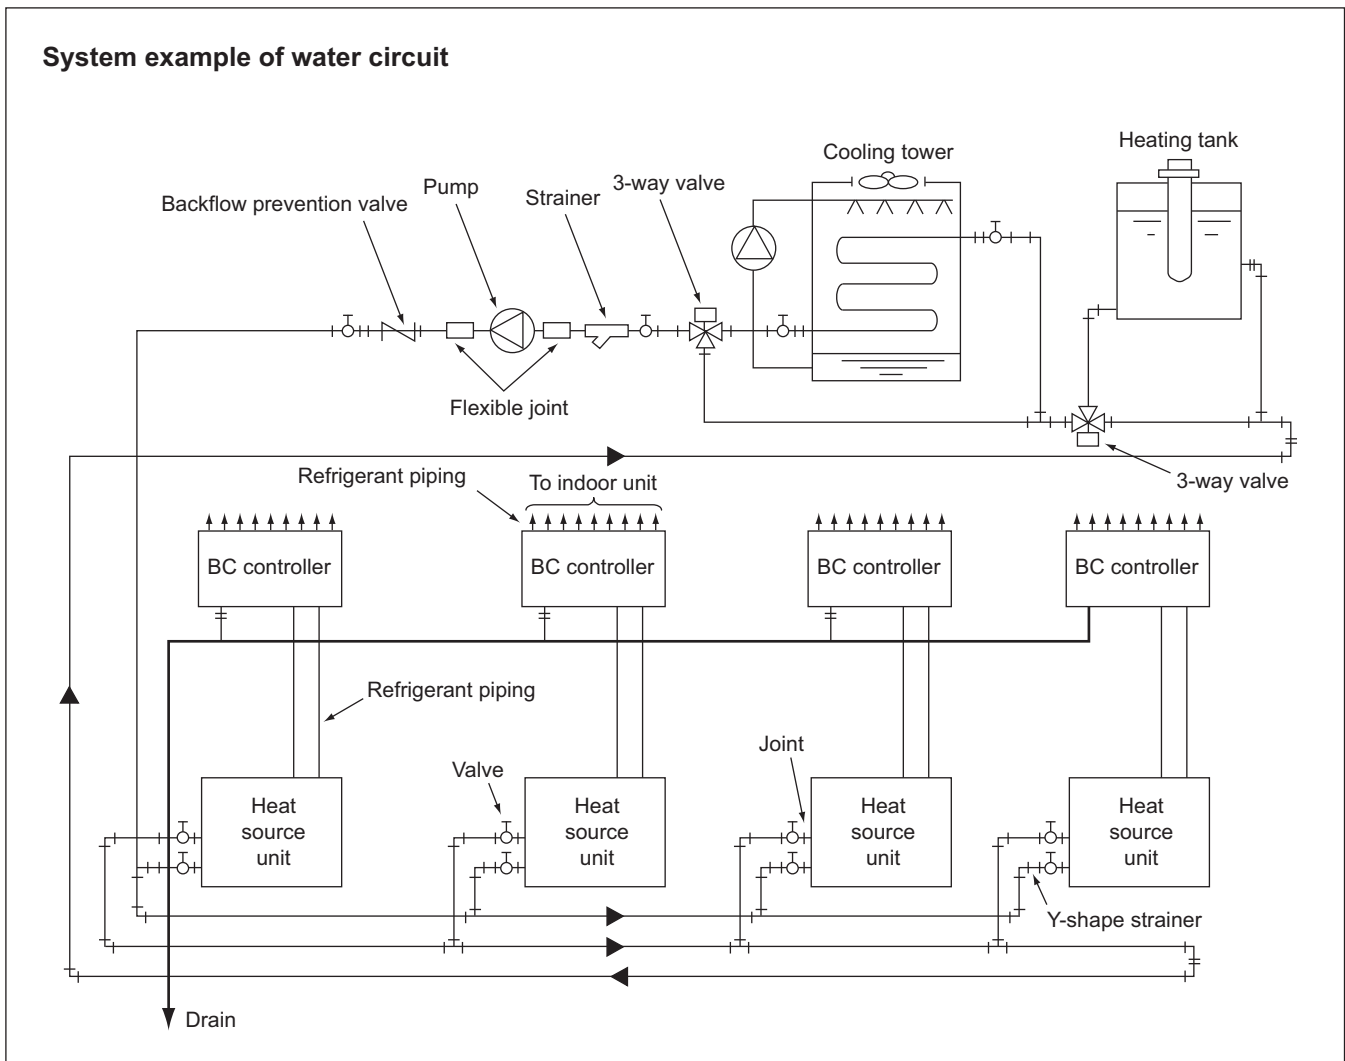 System example of water circuit
Heating tank
Cooling tower
3-way valve
Pump
Strainer
Backflow prevention valve
Flexible joint
Refrigerant piping
To indoor unit
3-way valve
BC controller
BC controller
BC controller
BC controller
Refrigerant piping
Valve
Joint
Heat
source
unit
Heat
source
unit
Heat
source
unit
Heat
source
unit
Y-shape strainer
Drain